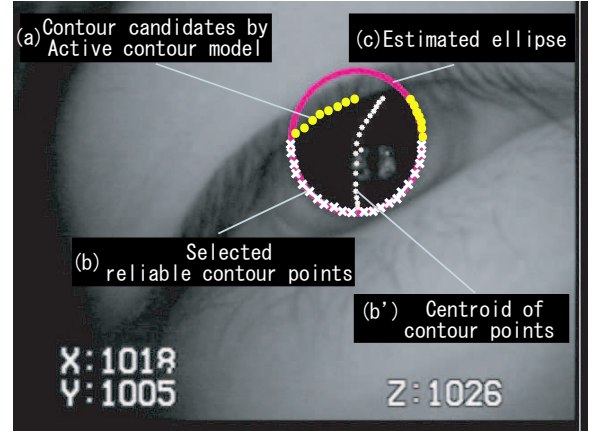 (a) Contour candidates by
Active contour model
(c) Estimated ellipse
(b) Selected
reliable contour points
(b') Centroid of
contour points
X:1018
Y:1005
Z:1026